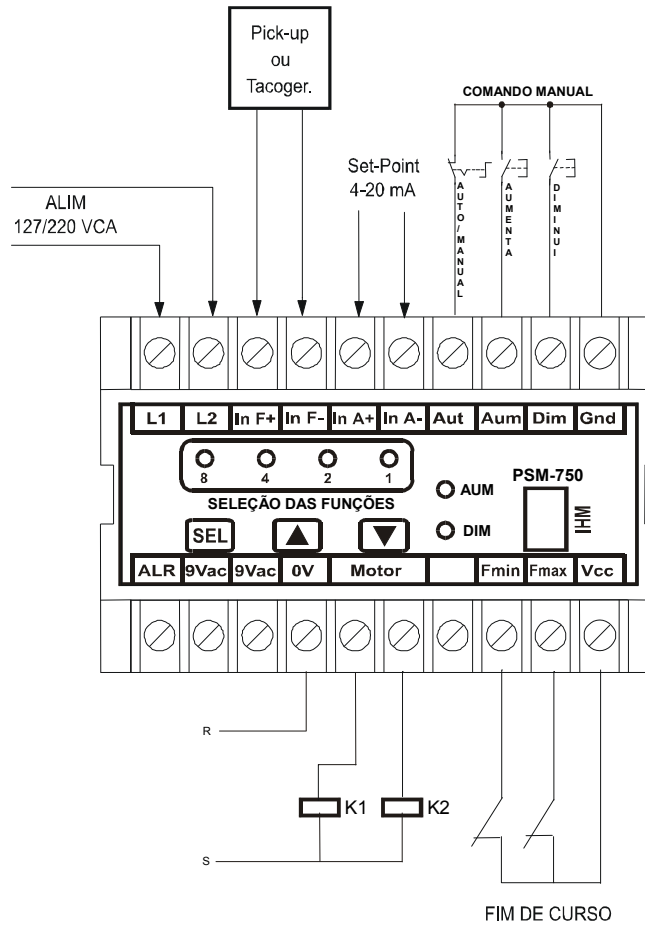 Pick-up
ou
Tacoger.
COMANDO MANUAL
Set-Point
4-20 mA
AUTO/MANUAL
AUMENTA
DIMINUI
ALIM
127/220 VCA
L1 L2 In F+ In F- In A+ In A- Aut Aum Dim Gnd
8 4 2 1
SELEÇÃO DAS FUNÇÕES
AUM
PSM-750
SEL
DIM
IHM
ALR 9Vac 9Vac 0V Motor Fmin Fmax Vcc
R
K1 K2
S
FIM DE CURSO